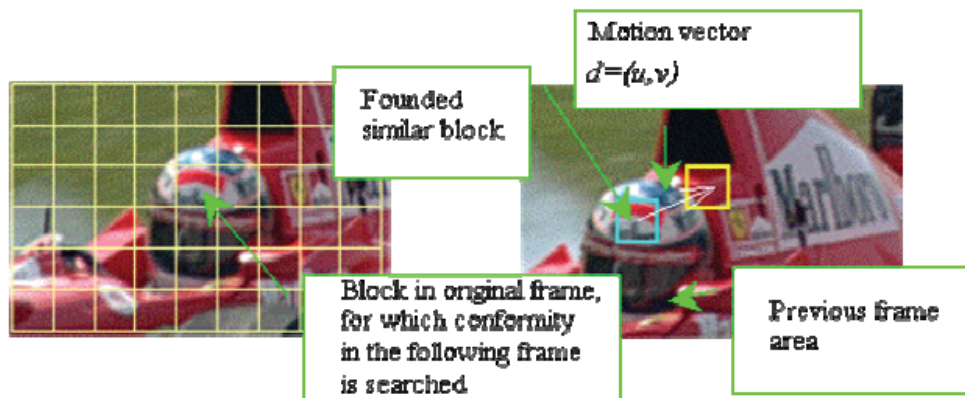 Motion vector
d=(u,v)
Founded
similar block
Marlboro
Block in original frame,
for which conformity
in the following frame
is searched
Previous frame
area